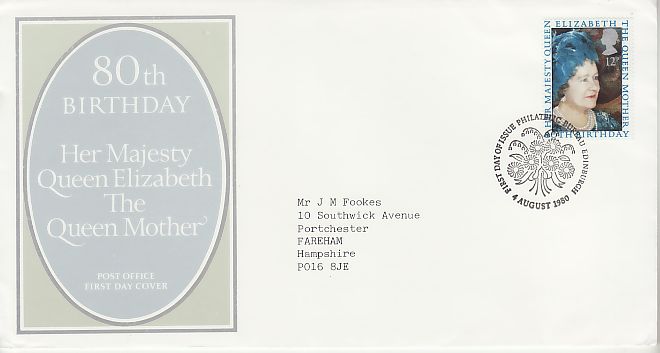 80th
BIRTHDAY
Her Majesty
Queen Elizabeth
The
Queen Mother
POST OFFICE
FIRST DAY COVER
Mr J M Fookes
10 Southwick Avenue
Portchester
FAREHAM
Hampshire
PO16 8JE
HER MAJESTY QUEEN
ELIZABETH
THE QUEEN MOTHER
80TH BIRTHDAY
12P
FIRST DAY OF ISSUE PHILATELIC BUREAU EDINBURGH
4 AUGUST 1980